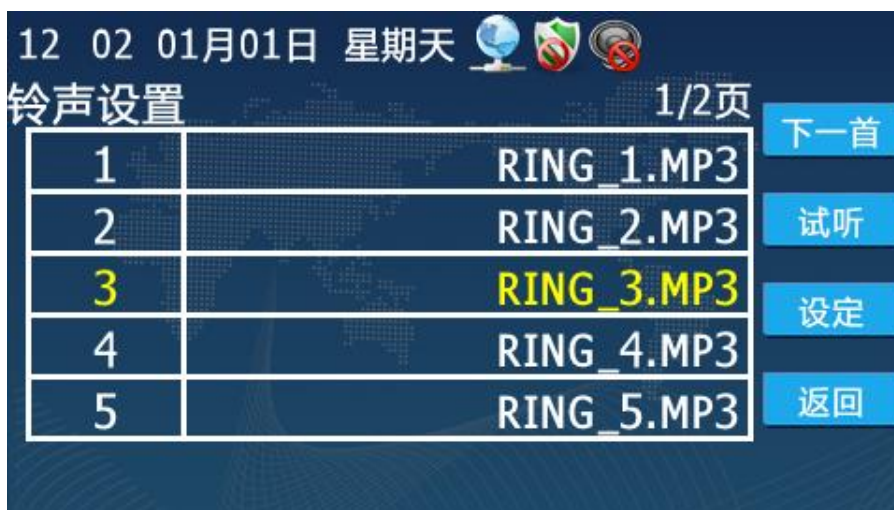 12 02 01月01日 星期天
铃声设置 1/2页
下一首
1 RING_1.MP3
2 RING_2.MP3
试听
3 RING_3.MP3
设定
4 RING_4.MP3
5 RING_5.MP3
返回